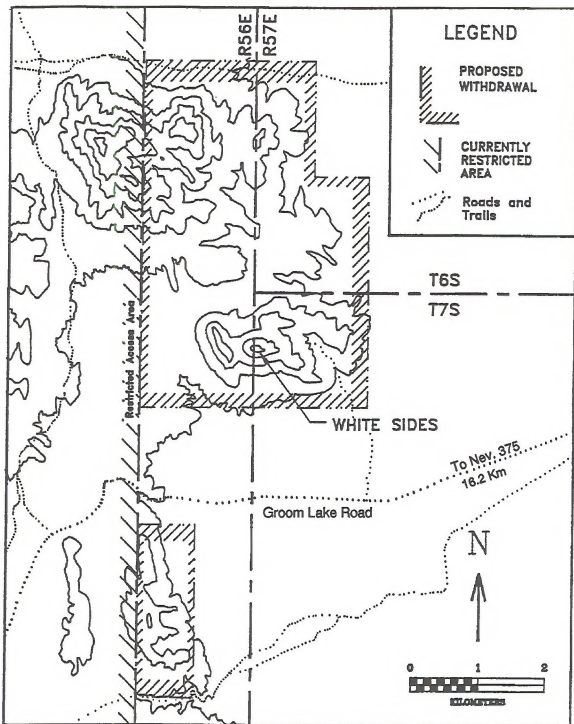 R56E
R57E
LEGEND
PROPOSED
WITHDRAWAL
CURRENTLY
RESTRICTED
AREA
Roads and
Trails
T6S
T7S
Restricted Access Area
WHITE SIDES
To Nev. 375
16.2 Km
Groom Lake Road
N
0 1 2
KILOMETERS